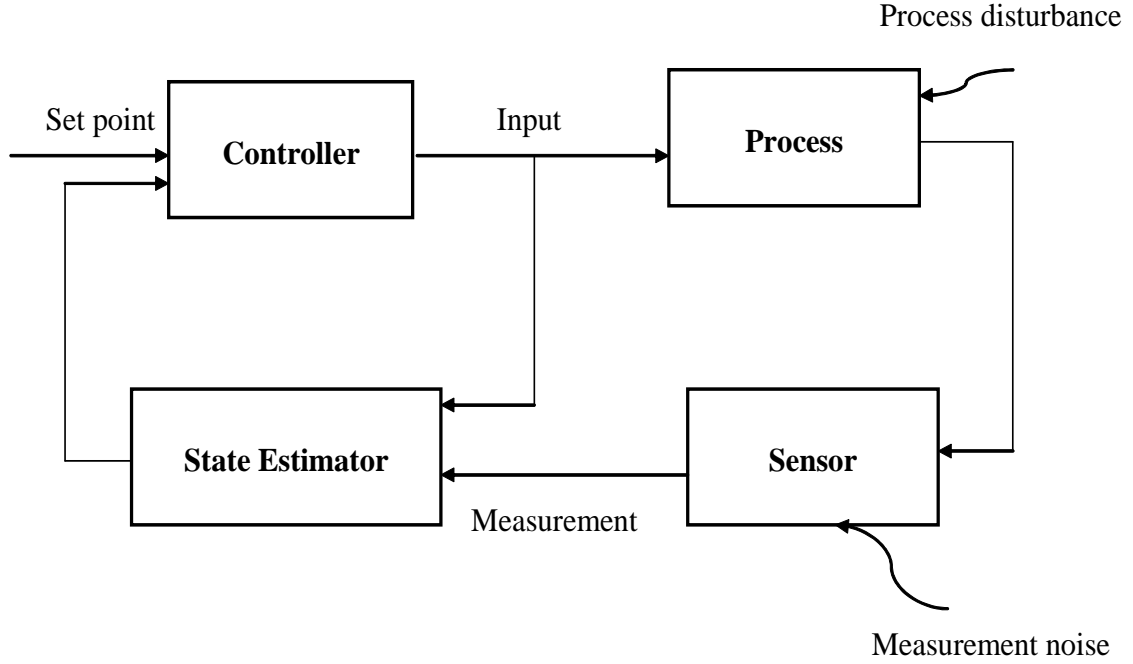 Process disturbance
Set point
Controller
Input
Process
State Estimator
Measurement
Sensor
Measurement noise